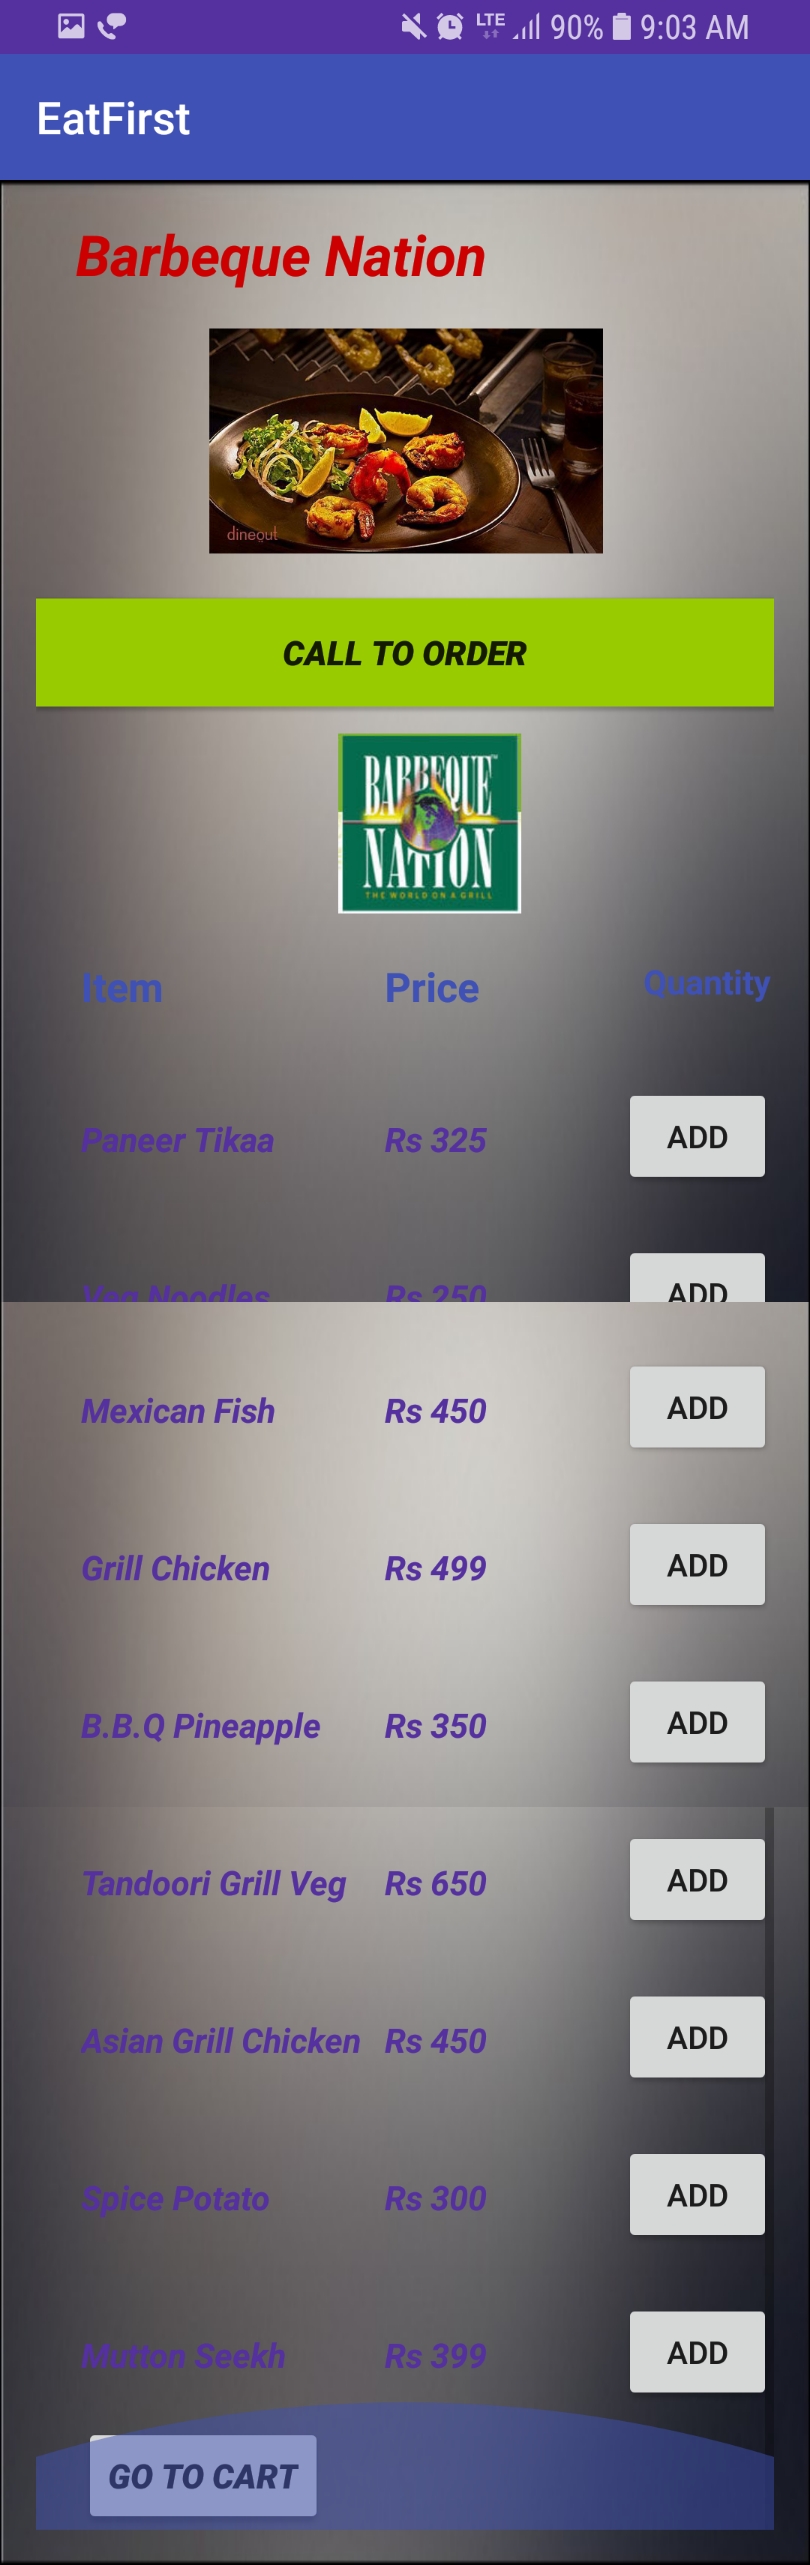 LTE 90% 9:03 AM
EatFirst
Barbeque Nation
dineout
CALL TO ORDER
BARBEQUE
NATION
THE WORLD ON A GRILL
Item Price Quantity
Paneer Tikaa Rs 325 ADD
Veg Noodles Rs 250 ADD
Mexican Fish Rs 450 ADD
Grill Chicken Rs 499 ADD
B.B.Q Pineapple Rs 350 ADD
Tandoori Grill Veg Rs 650 ADD
Asian Grill Chicken Rs 450 ADD
Spice Potato Rs 300 ADD
Mutton Seekh Rs 399 ADD
GO TO CART